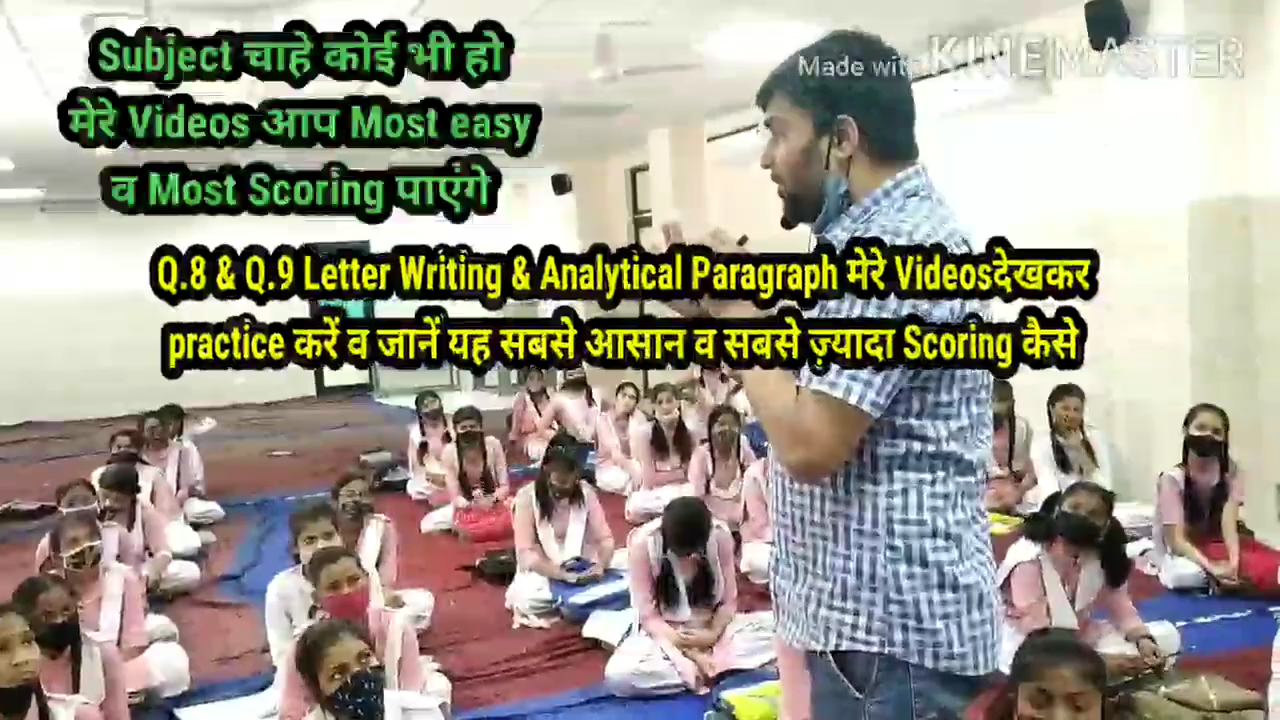 Subject चाहे कोई भी हो
Made with KINEMASTER
मेरे Videos आप Most easy
व Most Scoring पाएंगे
Q.8 & Q.9 Letter Writing & Analytical Paragraph मेरे Videosदेखकर
practice करें व जानें यह सबसे आसान व सबसे ज़्यादा Scoring कैसे